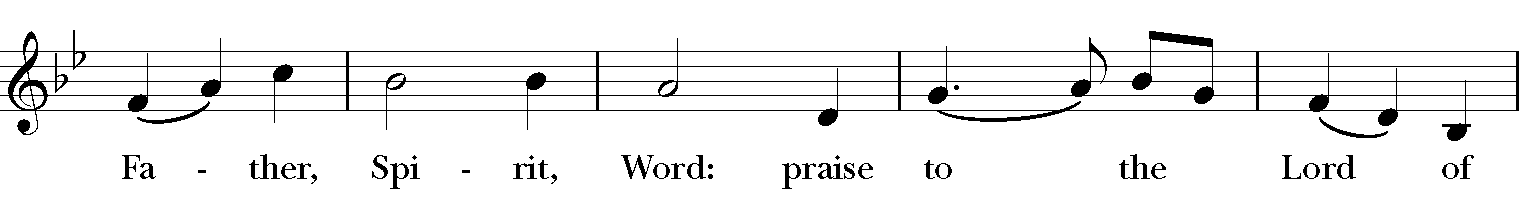 Fa - ther, Spi - rit, Word: praise to the Lord of